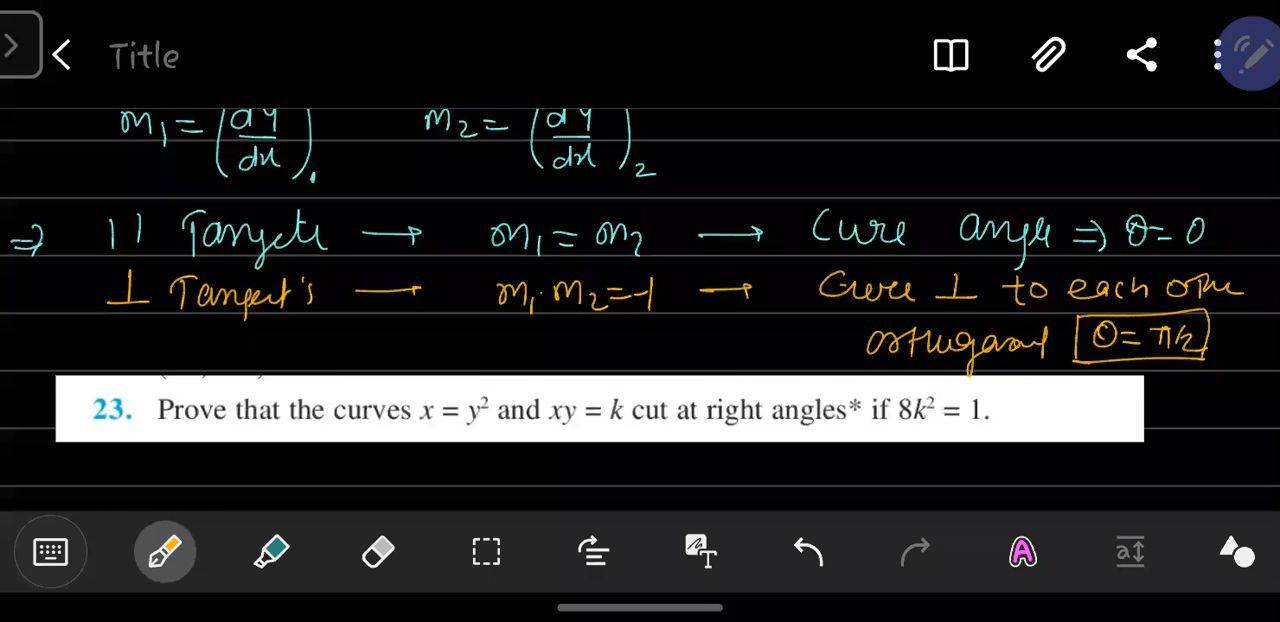 Title
m₁ = (dy/dx)₁ m₂ = (dy/dx)₂
⇒ || Tangets → m₁ = m₂ → Curve angle ⇒ θ = 0
⊥ Tangent's → m₁·m₂ = -1 → Curve ⊥ to each other
orthogonal θ = π/2
23. Prove that the curves x = y² and xy = k cut at right angles* if 8k² = 1.